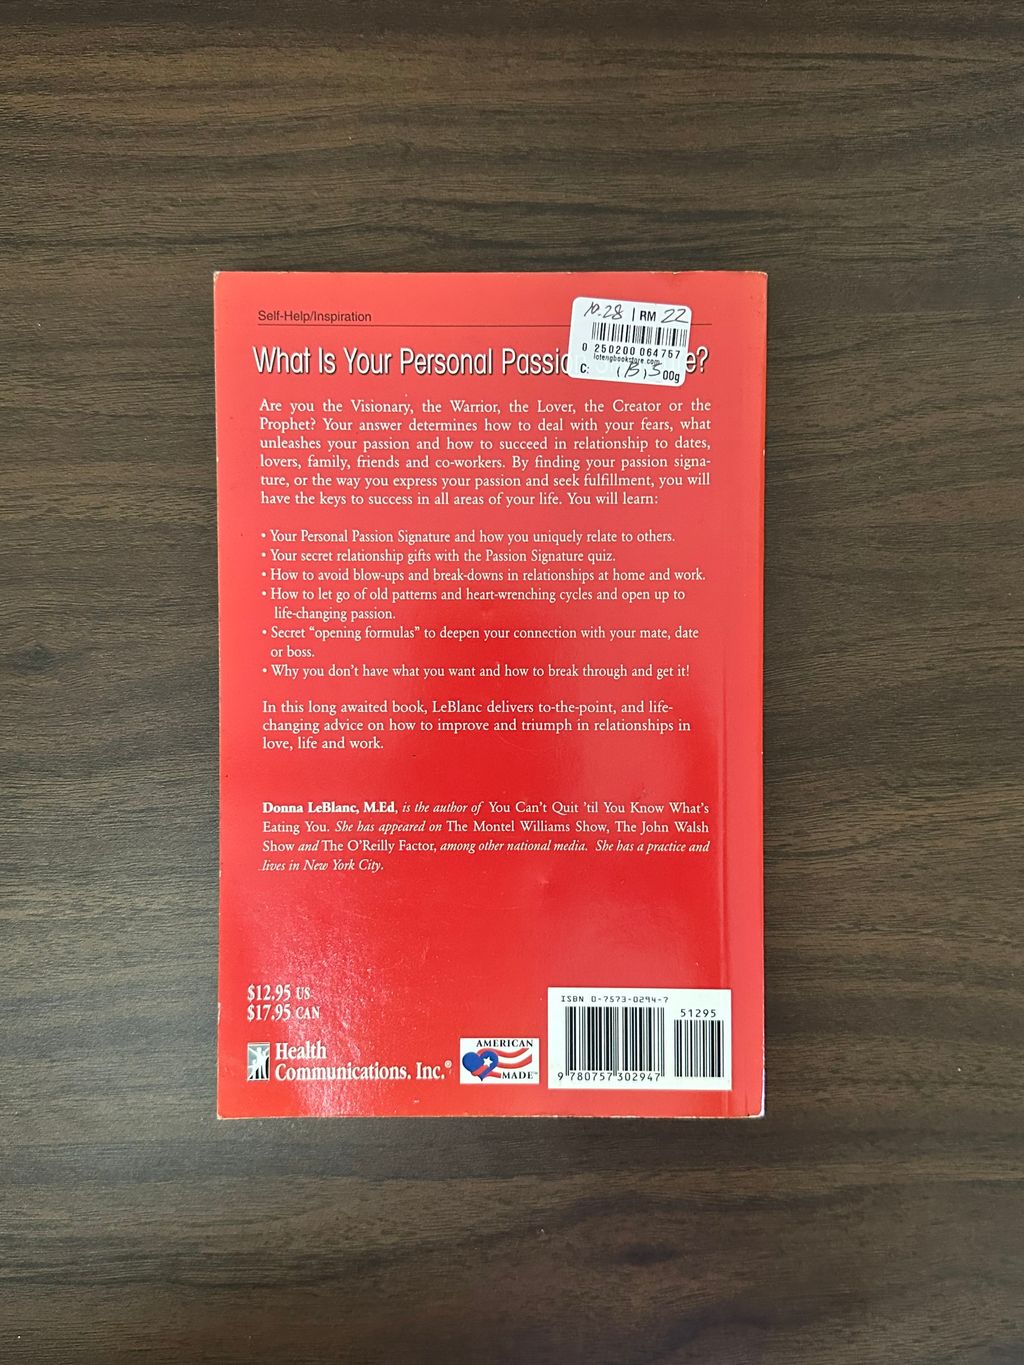 Self-Help/Inspiration
10.28 | RM 22
0 250200 064757
lotengbookstore.com
C: 00g
What Is Your Personal Passio e?
Are you the Visionary, the Warrior, the Lover, the Creator or the
Prophet? Your answer determines how to deal with your fears, what
unleashes your passion and how to succeed in relationship to dates,
lovers, family, friends and co-workers. By finding your passion signa-
ture, or the way you express your passion and seek fulfillment, you will
have the keys to success in all areas of your life. You will learn:
• Your Personal Passion Signature and how you uniquely relate to others.
• Your secret relationship gifts with the Passion Signature quiz.
• How to avoid blow-ups and break-downs in relationships at home and work.
• How to let go of old patterns and heart-wrenching cycles and open up to
life-changing passion.
• Secret “opening formulas” to deepen your connection with your mate, date
or boss.
• Why you don’t have what you want and how to break through and get it!
In this long awaited book, LeBlanc delivers to-the-point, and life-
changing advice on how to improve and triumph in relationships in
love, life and work.
Donna LeBlanc, M.Ed, is the author of You Can’t Quit ’til You Know What’s
Eating You. She has appeared on The Montel Williams Show, The John Walsh
Show and The O’Reilly Factor, among other national media. She has a practice and
lives in New York City.
$12.95 US
$17.95 CAN
Health
Communications, Inc.®
AMERICAN
MADE™
ISBN 0-7573-0294-7
51295
9 780757 302947